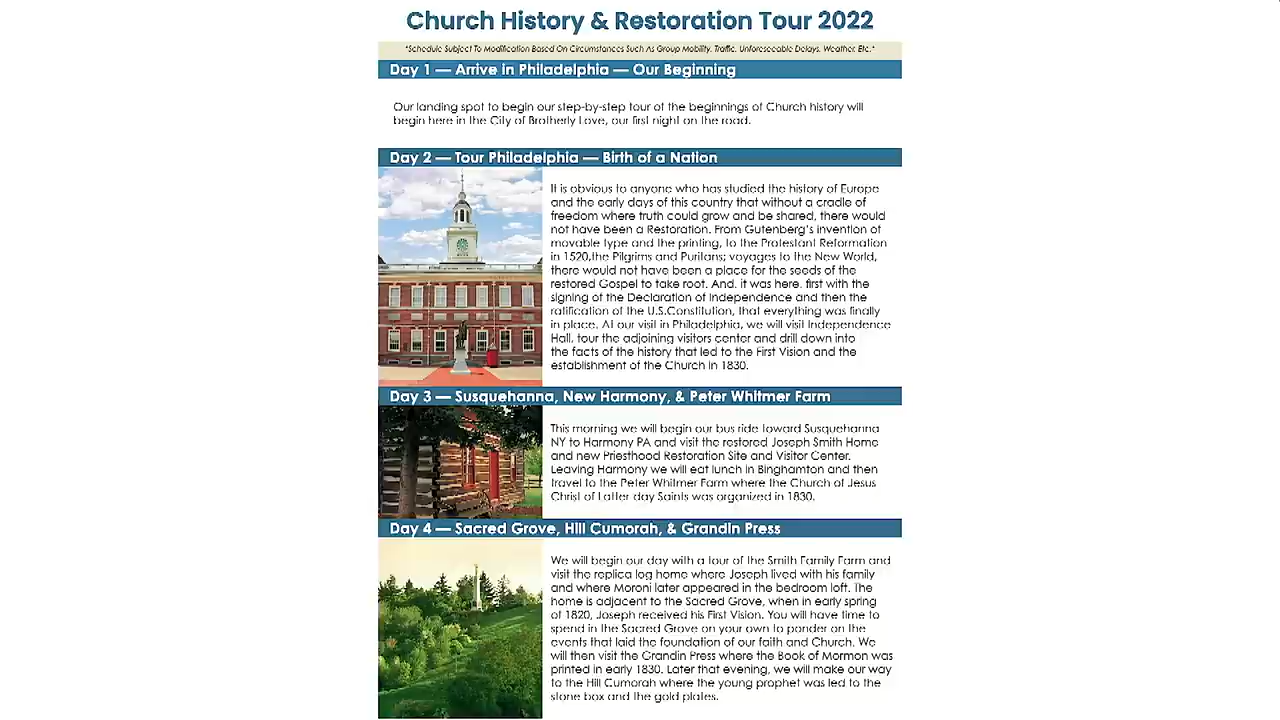 Church History & Restoration Tour 2022
*Schedule Subject To Modification Based On Circumstances Such As Group Mobility, Traffic, Unforeseeable Delays, Weather, Etc.*
Day 1 — Arrive in Philadelphia — Our Beginning
Our landing spot to begin our step-by-step tour of the beginnings of Church history will
begin here in the City of Brotherly Love, our first night on the road.
Day 2 — Tour Philadelphia — Birth of a Nation
It is obvious to anyone who has studied the history of Europe
and the early days of this country that without a cradle of
freedom where truth could grow and be shared, there would
not have been a Restoration. From Gutenberg's invention of
movable type and the printing, to the Protestant Reformation
in 1520,the Pilgrims and Puritans; voyages to the New World,
there would not have been a place for the seeds of the
restored Gospel to take root. And, it was here, first with the
signing of the Declaration of Independence and then the
ratification of the U.S.Constitution, that everything was finally
in place. At our visit in Philadelphia, we will visit Independence
Hall, tour the adjoining visitors center and drill down into
the facts of the history that led to the First Vision and the
establishment of the Church in 1830.
Day 3 — Susquehanna, New Harmony, & Peter Whitmer Farm
This morning we will begin our bus ride toward Susquehanna
NY to Harmony PA and visit the restored Joseph Smith Home
and new Priesthood Restoration Site and Visitor Center.
Leaving Harmony we will eat lunch in Binghamton and then
travel to the Peter Whitmer Farm where the Church of Jesus
Christ of Latter day Saints was organized in 1830.
Day 4 — Sacred Grove, Hill Cumorah, & Grandin Press
We will begin our day with a tour of the Smith Family Farm and
visit the replica log home where Joseph lived with his family
and where Moroni later appeared in the bedroom loft. The
home is adjacent to the Sacred Grove, when in early spring
of 1820, Joseph received his First Vision. You will have time to
spend in the Sacred Grove on your own to ponder on the
events that laid the foundation of our faith and Church. We
will then visit the Grandin Press where the Book of Mormon was
printed in early 1830. Later that evening, we will make our way
to the Hill Cumorah where the young prophet was led to the
stone box and the gold plates.